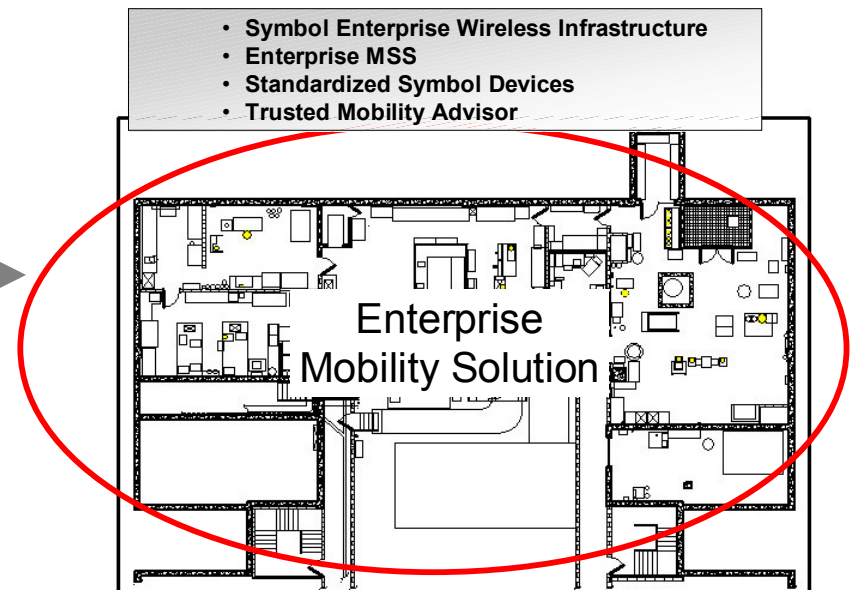 • Symbol Enterprise Wireless Infrastructure
• Enterprise MSS
• Standardized Symbol Devices
• Trusted Mobility Advisor
Enterprise
Mobility Solution